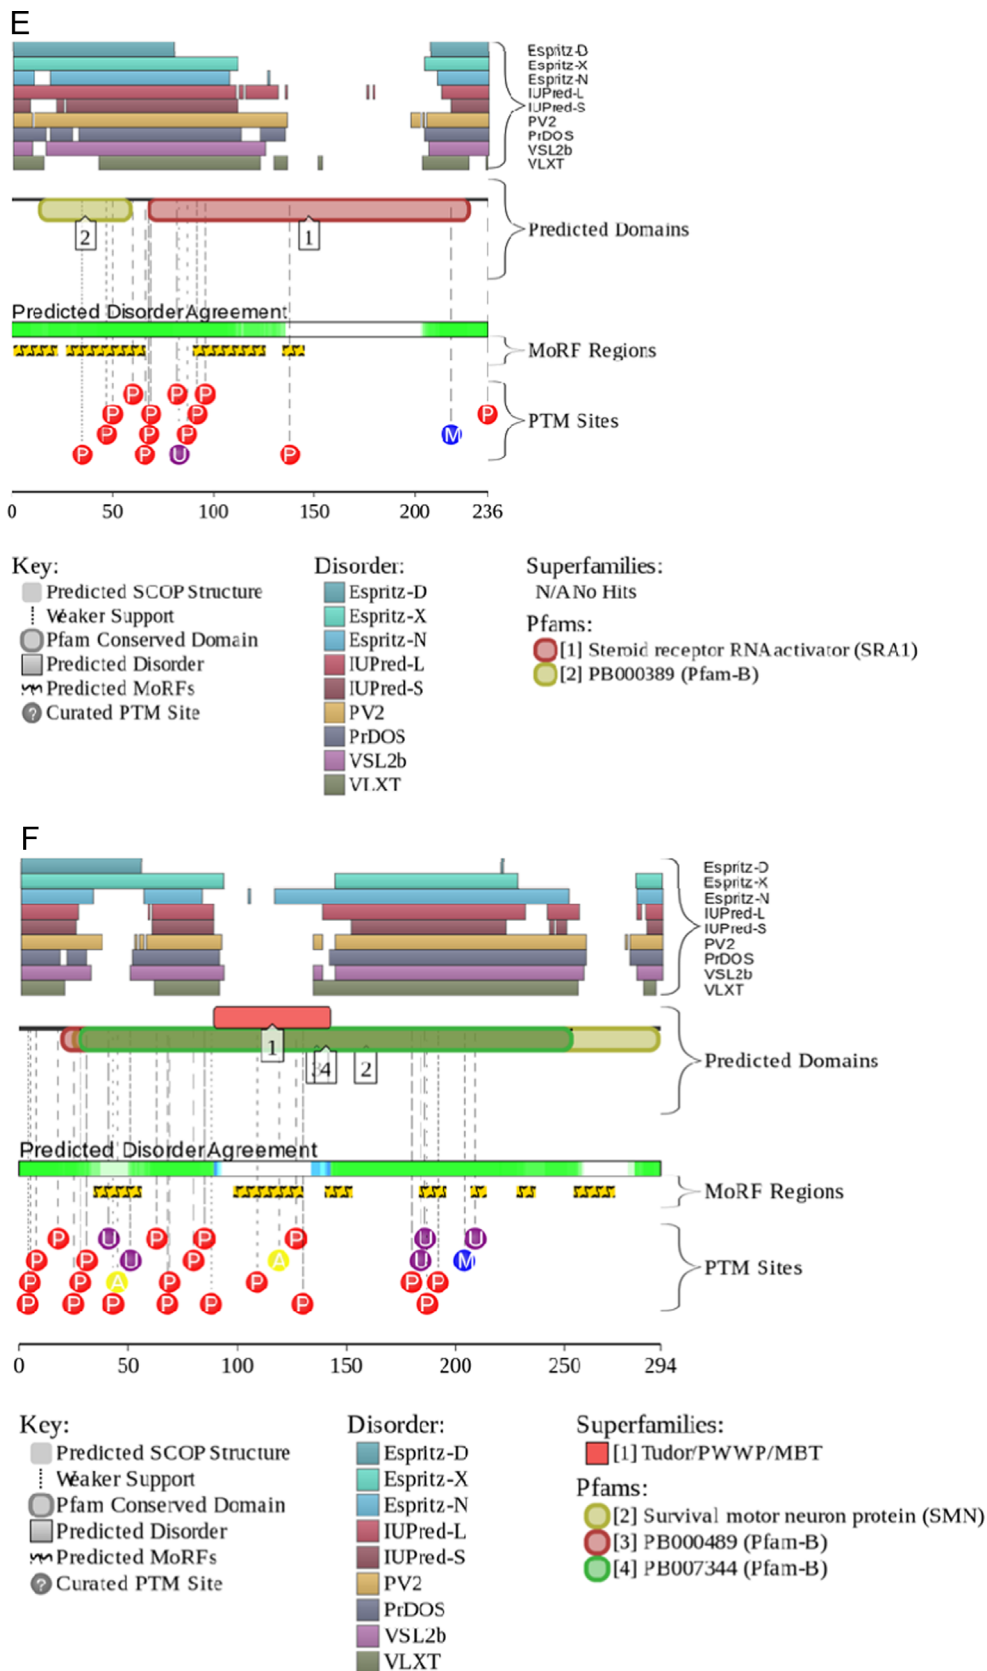 E
Espritz-D
Espritz-X
Espritz-N
IUPred-L
IUPred-S
PV2
PrDOS
VSL2b
VLXT
2
1
Predicted Domains
Predicted Disorder Agreement
MoRF Regions
P P P
P P P P
P P P M
P P U P
PTM Sites
0 50 100 150 200 236
Key:
Predicted SCOP Structure
Weaker Support
Pfam Conserved Domain
Predicted Disorder
Predicted MoRFs
? Curated PTM Site
Disorder:
Espritz-D
Espritz-X
Espritz-N
IUPred-L
IUPred-S
PV2
PrDOS
VSL2b
VLXT
Superfamilies:
N/A No Hits
Pfams:
[1] Steroid receptor RNA activator (SRA1)
[2] PB000389 (Pfam-B)
F
Espritz-D
Espritz-X
Espritz-N
IUPred-L
IUPred-S
PV2
PrDOS
VSL2b
VLXT
1
34 2
Predicted Domains
Predicted Disorder Agreement
MoRF Regions
P U P P P U U
P P U P A U M
P P A P P P P
P P P P P P P
PTM Sites
0 50 100 150 200 250 294
Key:
Predicted SCOP Structure
Weaker Support
Pfam Conserved Domain
Predicted Disorder
Predicted MoRFs
? Curated PTM Site
Disorder:
Espritz-D
Espritz-X
Espritz-N
IUPred-L
IUPred-S
PV2
PrDOS
VSL2b
VLXT
Superfamilies:
[1] Tudor/PWWP/MBT
Pfams:
[2] Survival motor neuron protein (SMN)
[3] PB000489 (Pfam-B)
[4] PB007344 (Pfam-B)